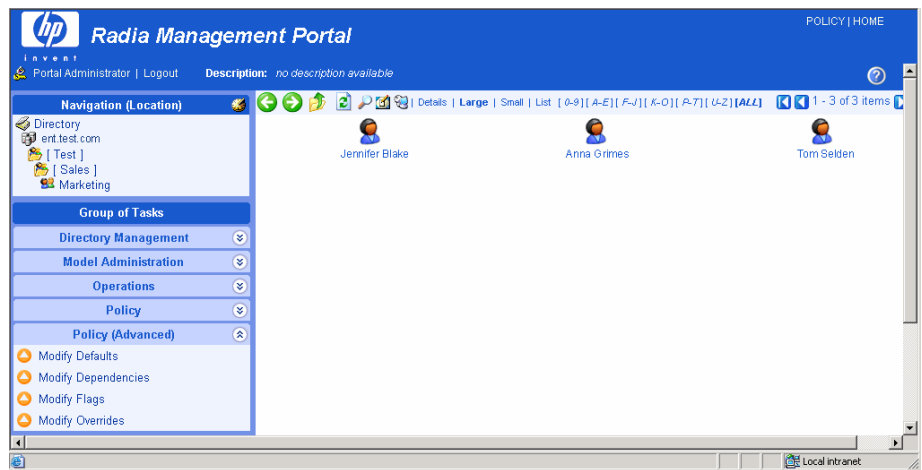 POLICY | HOME
hp
invent
Radia Management Portal
Portal Administrator | Logout
Description: no description available
Navigation (Location)
Directory
ent.test.com
[ Test ]
[ Sales ]
Marketing
Group of Tasks
Directory Management
Model Administration
Operations
Policy
Policy (Advanced)
Modify Defaults
Modify Dependencies
Modify Flags
Modify Overrides
| Details | Large | Small | List [ 0-9 ] [ A-E ] [ F-J ] [ K-O ] [ P-T ] [ U-Z ] [ALL] 1 - 3 of 3 items
Jennifer Blake
Anna Grimes
Tom Selden
Local intranet